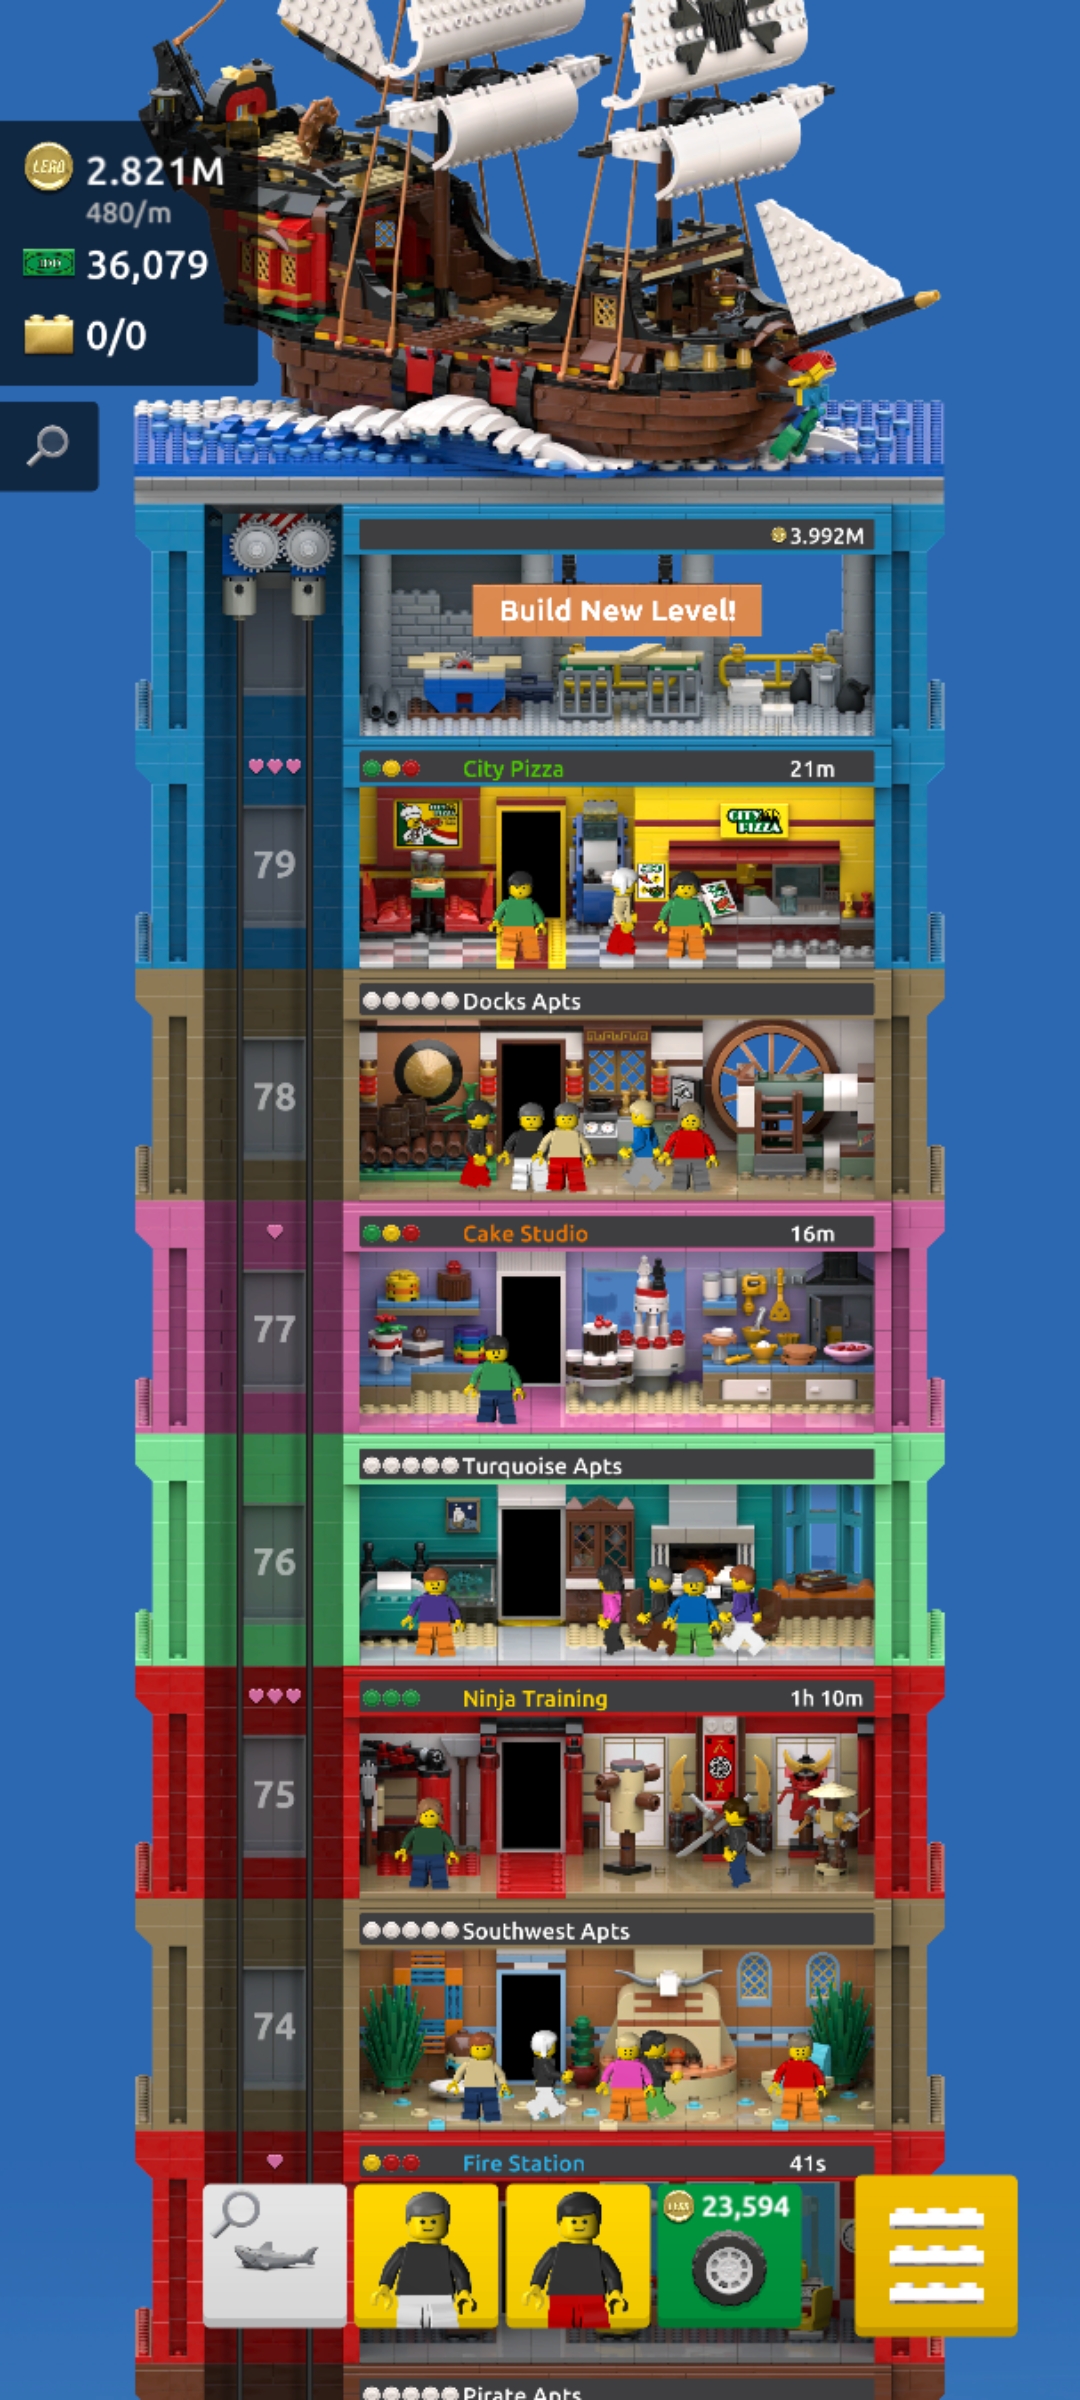 2.821M
480/m
36,079
0/0
3.992M
Build New Level!
City Pizza 21m
CITY PIZZA
79
Docks Apts
78
Cake Studio 16m
77
Turquoise Apts
76
Ninja Training 1h 10m
75
Southwest Apts
74
Fire Station 41s
23,594
Pirate Apts